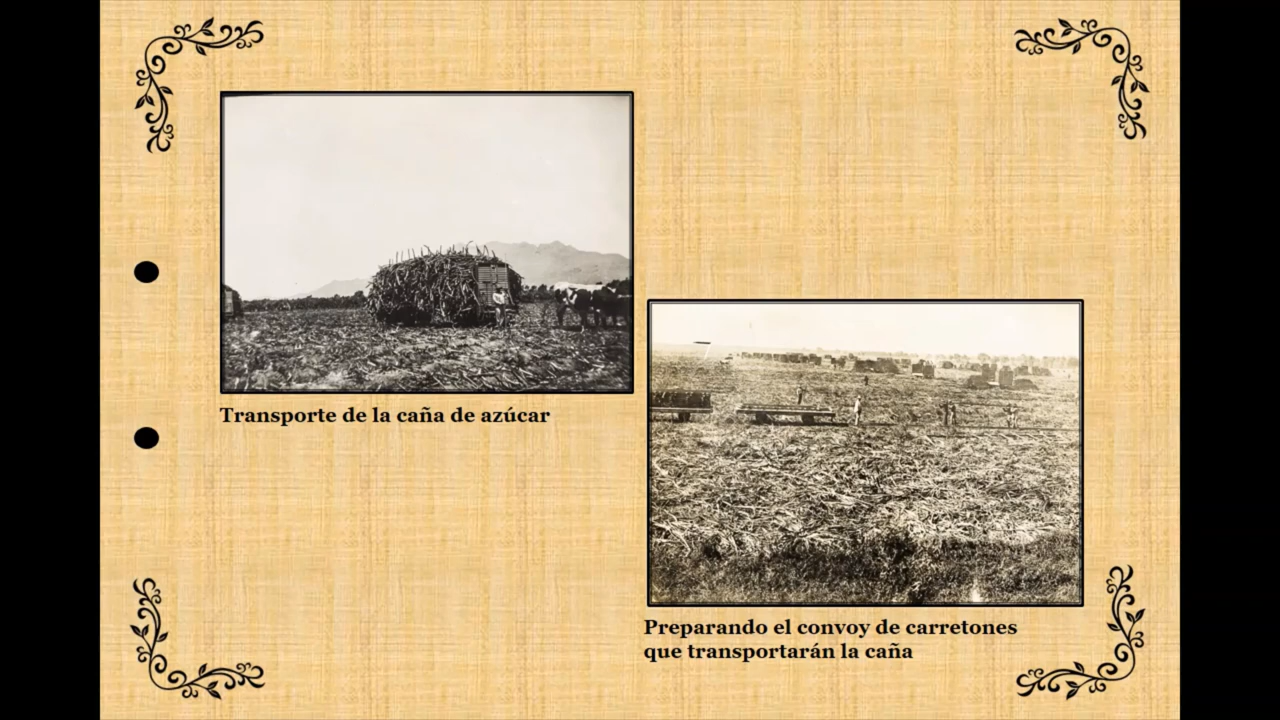 Transporte de la caña de azúcar
Preparando el convoy de carretones
que transportarán la caña